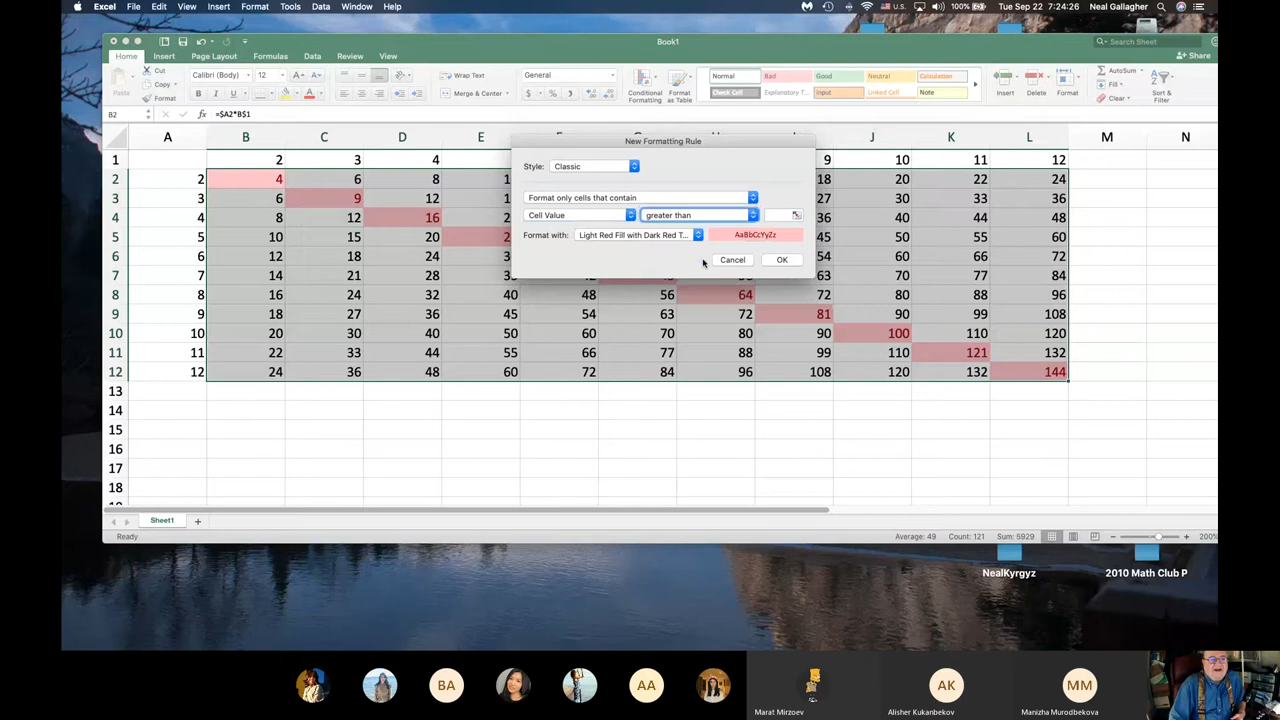 Excel File Edit View Insert Format Tools Data Window Help U.S. 100% Tue Sep 22 7:24:26 Neal Gallagher
Book1 Search Sheet
Home Insert Page Layout Formulas Data Review View Share
Paste Cut Copy Format Calibri (Body) 12 Wrap Text Merge & Center General Conditional Formatting Format as Table Normal Bad Good Neutral Calculation Insert Delete Format AutoSum Fill Clear Sort & Filter
Check Cell Explanatory T... Input Linked Cell Note
B2 fx =$A2*B$1
A B C D E J K L M N
1 2 3 4 9 10 11 12
2 2 4 6 8 1 18 20 22 24
3 3 6 9 12 27 30 33 36
4 4 8 12 16 2 36 40 44 48
5 5 10 15 20 2 45 50 55 60
6 6 12 18 24 54 60 66 72
7 7 14 21 28 63 70 77 84
8 8 16 24 32 40 48 56 64 72 80 88 96
9 9 18 27 36 45 54 63 72 81 90 99 108
10 10 20 30 40 50 60 70 80 90 100 110 120
11 11 22 33 44 55 66 77 88 99 110 121 132
12 12 24 36 48 60 72 84 96 108 120 132 144
13
14
15
16
17
18
New Formatting Rule
Style: Classic
Format only cells that contain
Cell Value greater than
Format with: Light Red Fill with Dark Red T... AaBbCcYyZz
Cancel OK
Sheet1 +
Ready Average: 49 Count: 121 Sum: 5929 200%
NealKyrgyz 2010 Math Club P
BA AA AK MM
Marat Mirzoev Alisher Kukanbekov Manizha Murodbekova